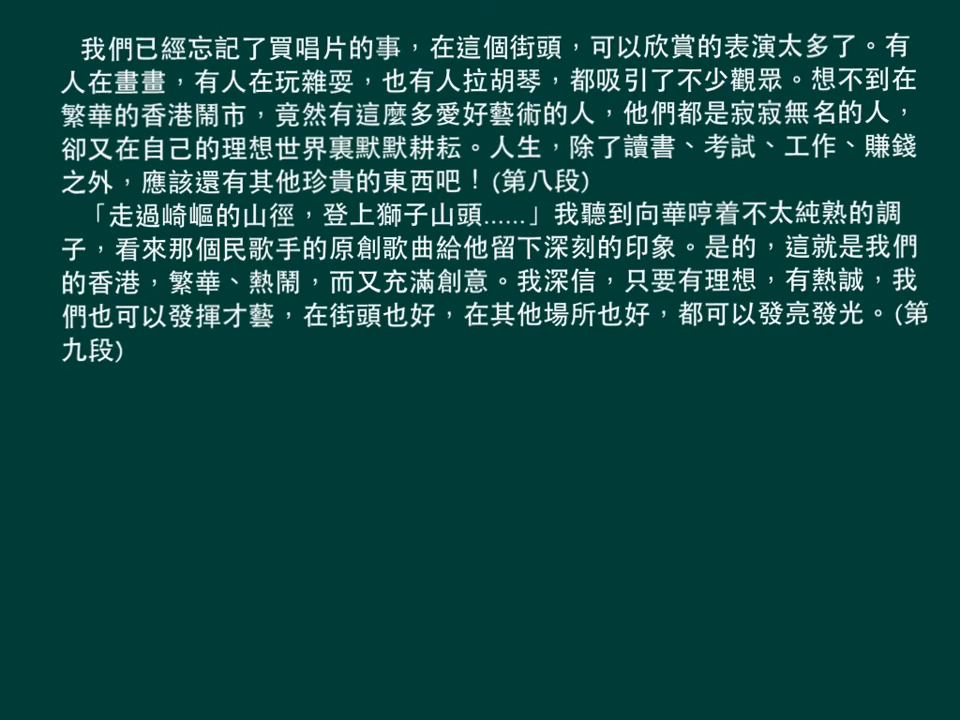 我們已經忘記了買唱片的事，在這個街頭，可以欣賞的表演太多了。有
人在畫畫，有人在玩雜耍，也有人拉胡琴，都吸引了不少觀眾。想不到在
繁華的香港鬧市，竟然有這麼多愛好藝術的人，他們都是寂寂無名的人，
卻又在自己的理想世界裏默默耕耘。人生，除了讀書、考試、工作、賺錢
之外，應該還有其他珍貴的東西吧！(第八段)
「走過崎嶇的山徑，登上獅子山頭……」我聽到向華哼着不太純熟的調
子，看來那個民歌手的原創歌曲給他留下深刻的印象。是的，這就是我們
的香港，繁華、熱鬧，而又充滿創意。我深信，只要有理想，有熱誠，我
們也可以發揮才藝，在街頭也好，在其他場所也好，都可以發亮發光。(第
九段)